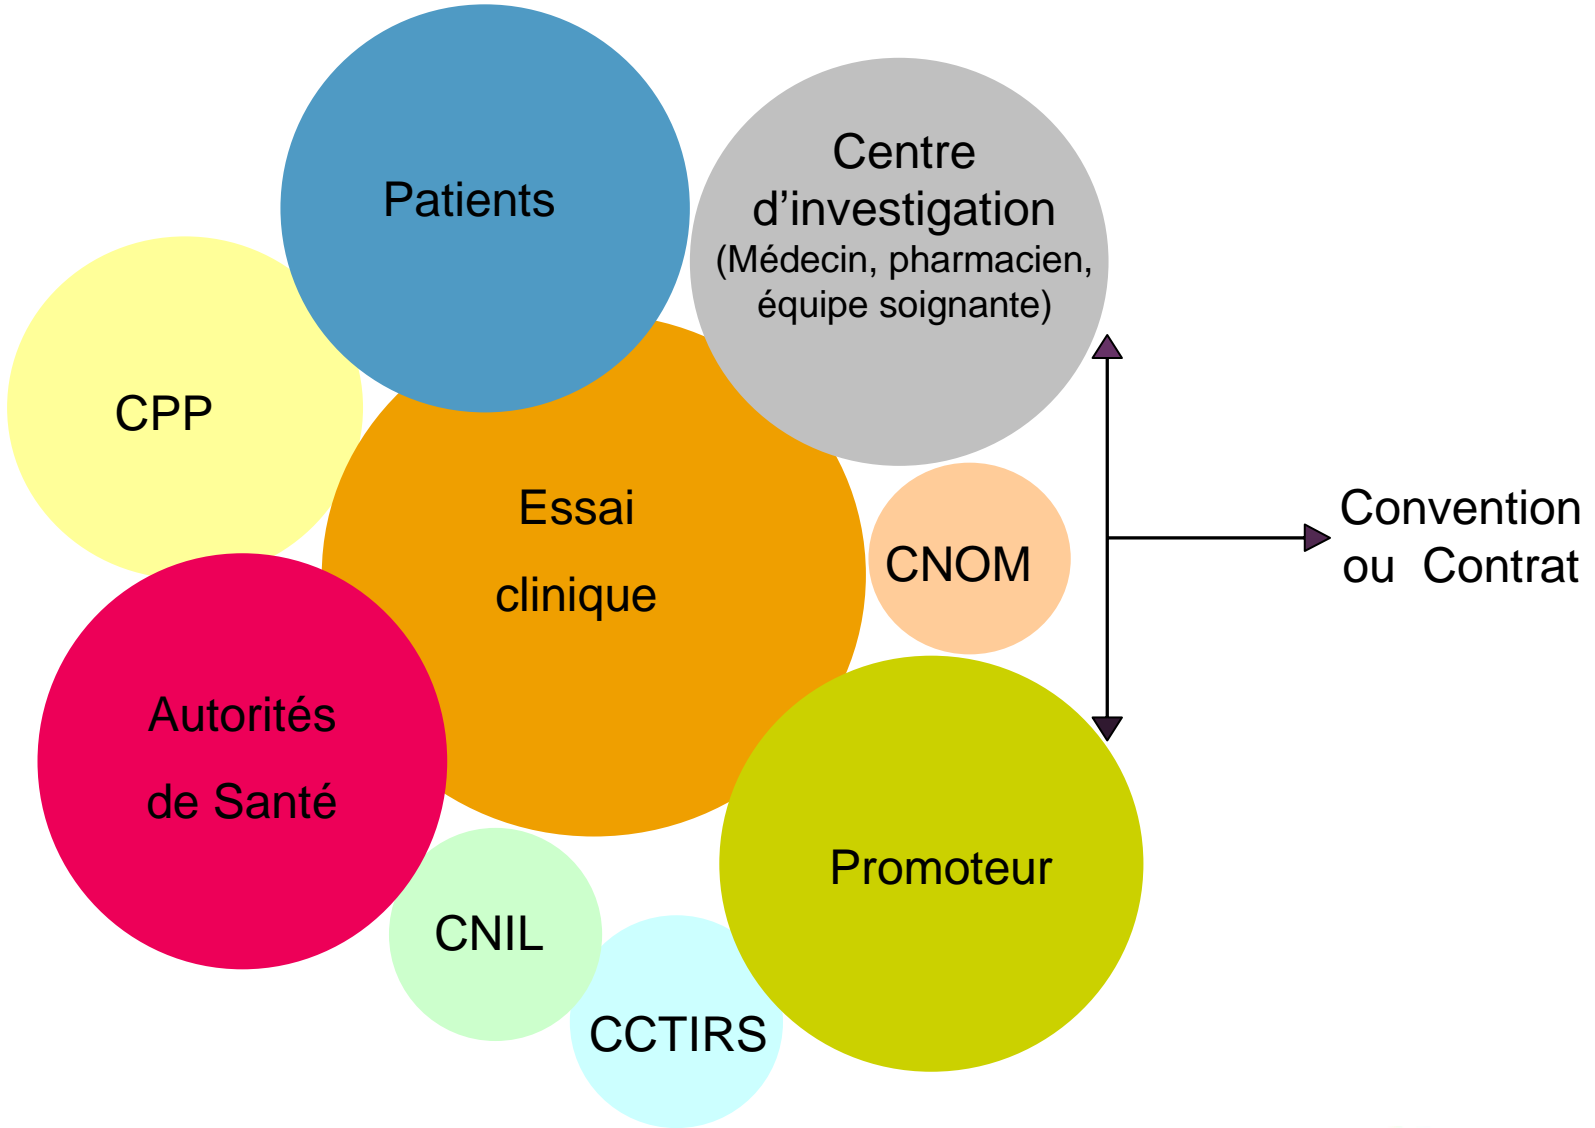 Patients
Centre
d'investigation
(Médecin, pharmacien,
équipe soignante)
CPP
Essai
clinique
CNOM
Convention
ou Contrat
Autorités
de Santé
Promoteur
CNIL
CCTIRS